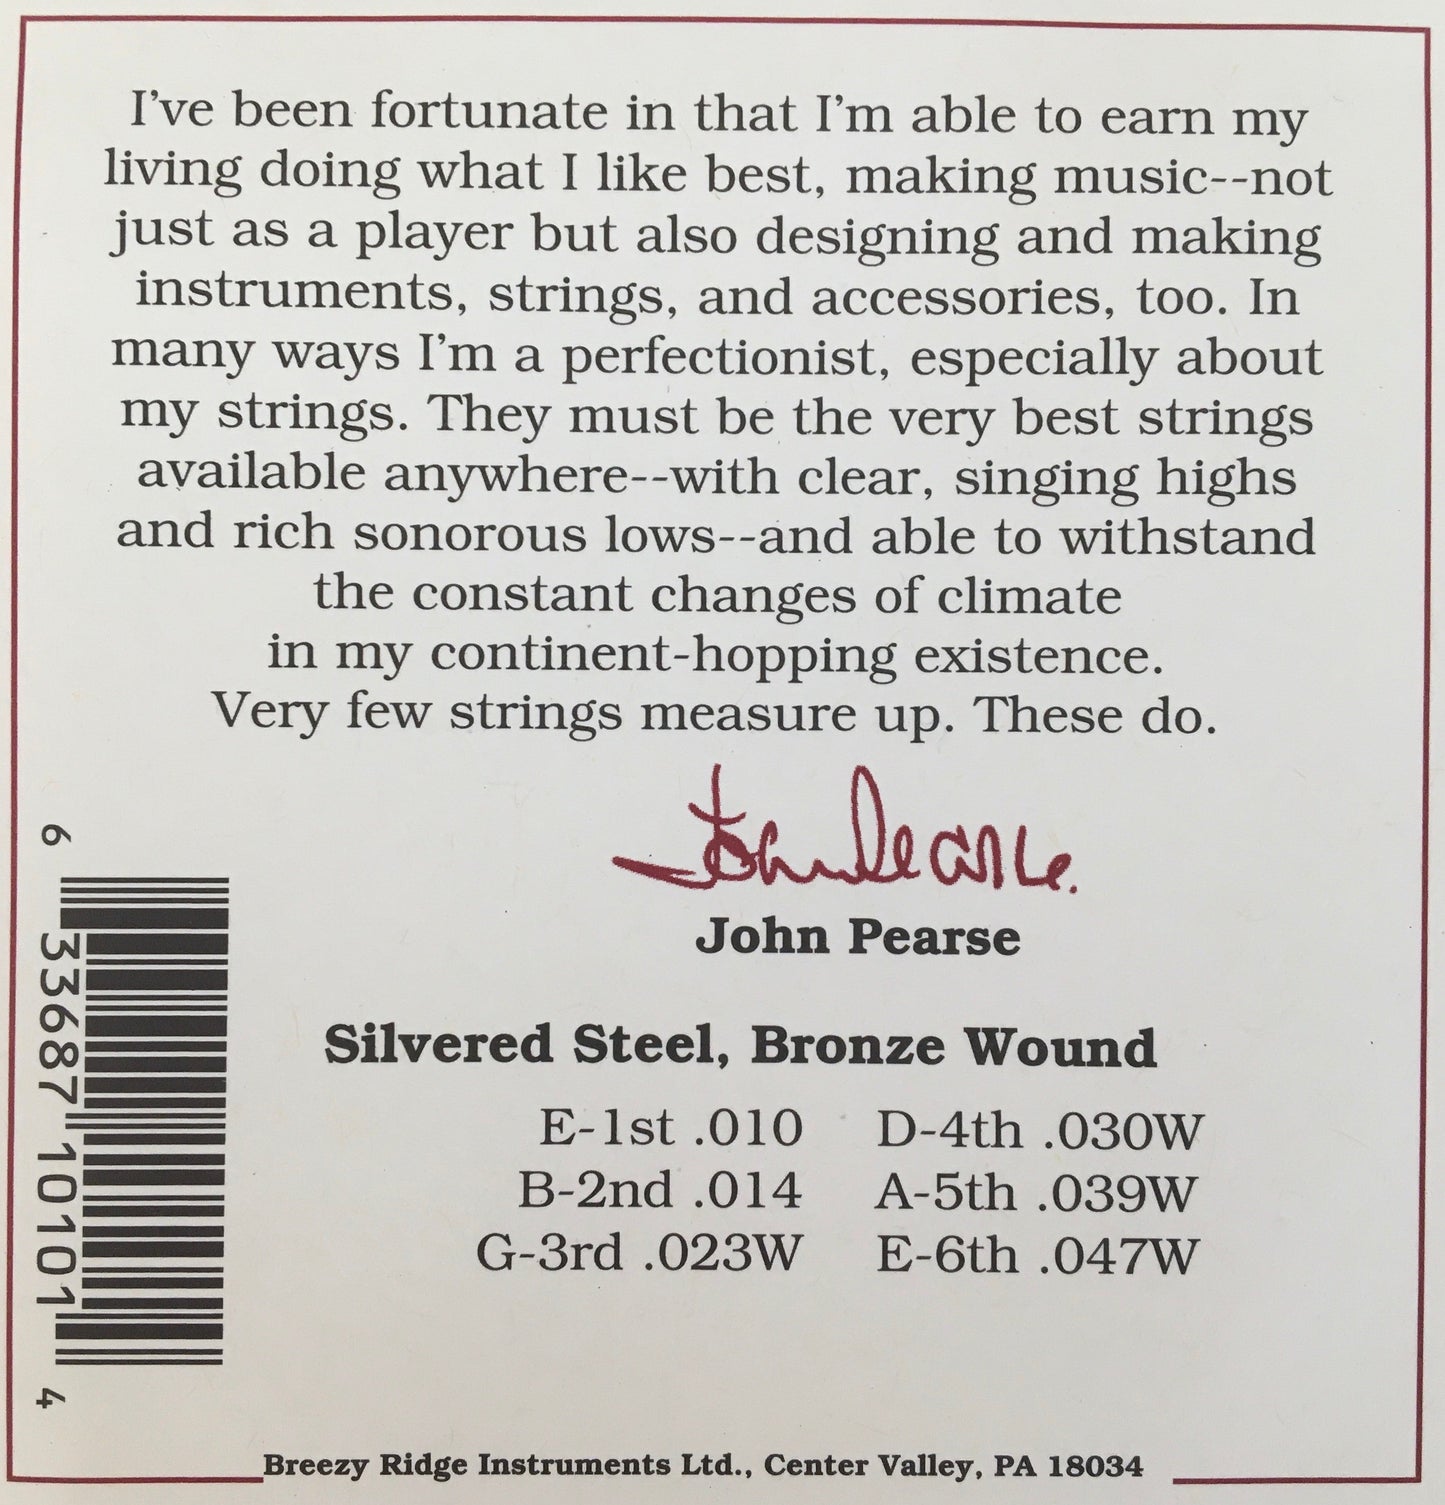 I've been fortunate in that I'm able to earn my
living doing what I like best, making music--not
just as a player but also designing and making
instruments, strings, and accessories, too. In
many ways I'm a perfectionist, especially about
my strings. They must be the very best strings
available anywhere--with clear, singing highs
and rich sonorous lows--and able to withstand
the constant changes of climate
in my continent-hopping existence.
Very few strings measure up. These do.
John Pearse.
John Pearse
Silvered Steel, Bronze Wound
E-1st .010 D-4th .030W
B-2nd .014 A-5th .039W
G-3rd .023W E-6th .047W
6 33687 10101 4
Breezy Ridge Instruments Ltd., Center Valley, PA 18034